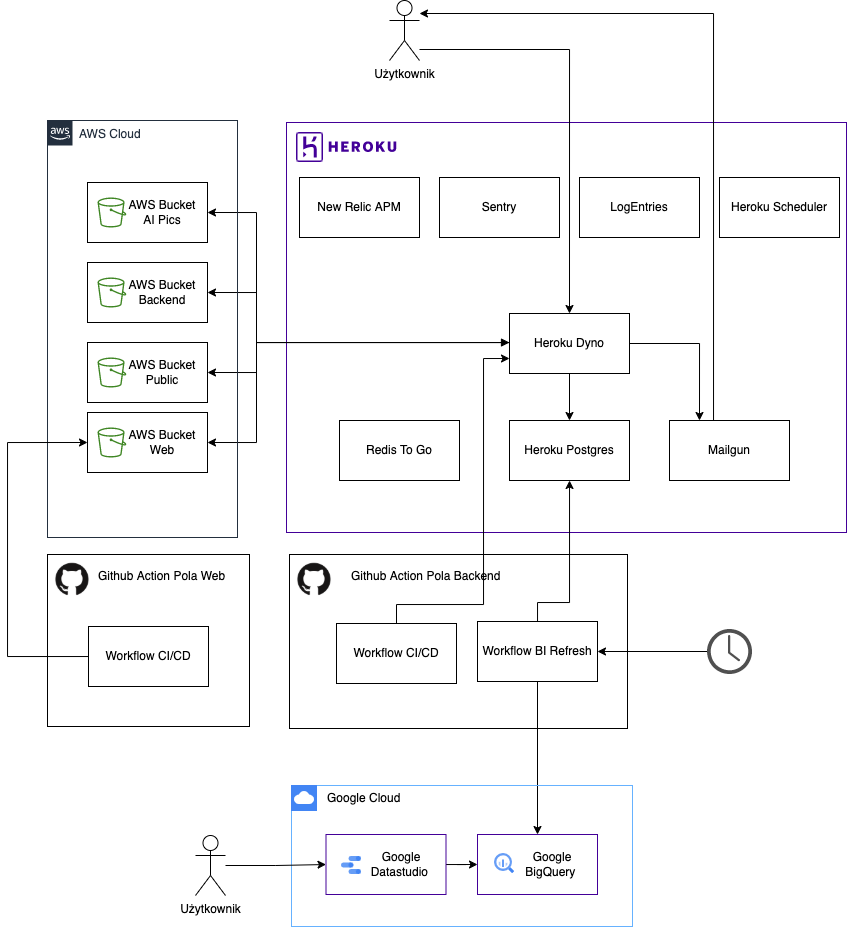 Użytkownik
aws
AWS Cloud
HEROKU
New Relic APM
Sentry
LogEntries
Heroku Scheduler
AWS Bucket
AI Pics
AWS Bucket
Backend
AWS Bucket
Public
AWS Bucket
Web
Heroku Dyno
Redis To Go
Heroku Postgres
Mailgun
Github Action Pola Web
Workflow CI/CD
Github Action Pola Backend
Workflow CI/CD
Workflow BI Refresh
Google Cloud
Google
Datastudio
Google
BigQuery
Użytkownik